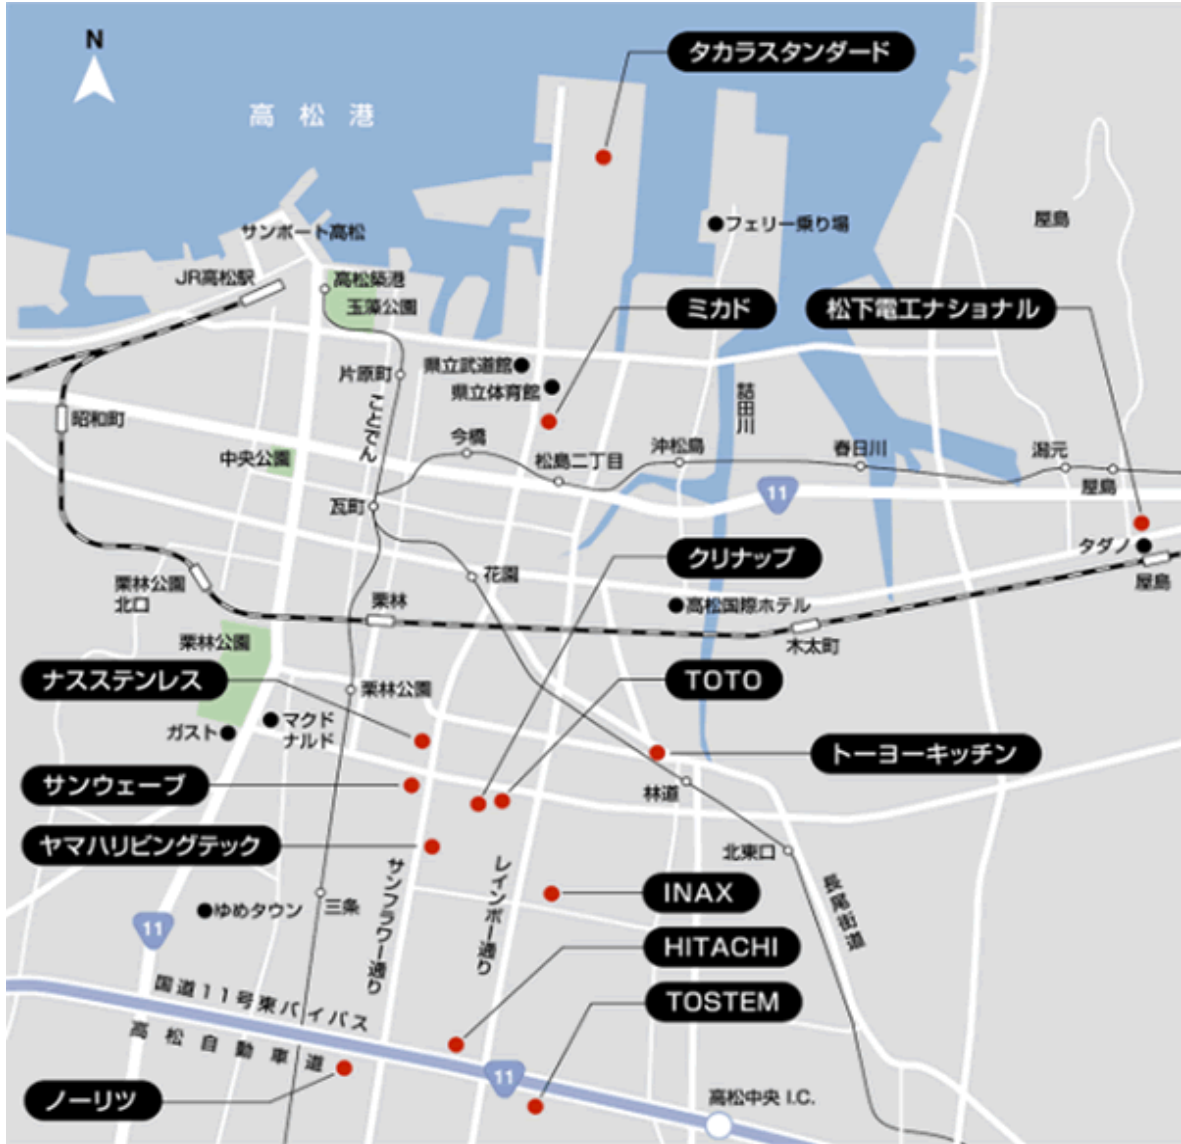 N
タカラスタンダード
高松港
フェリー乗り場
屋島
サンポート高松
JR高松駅
高松築港
玉藻公園
ミカド
松下電工ナショナル
県立武道館
片原町
県立体育館
詰田川
昭和町
ことでん
今橋
沖松島
春日川
潟元
中央公園
松島二丁目
屋島
11
瓦町
タダノ
クリナップ
花園
屋島
栗林公園
北口
栗林
高松国際ホテル
木太町
栗林公園
ナスステンレス
栗林公園
TOTO
マクド
ナルド
ガスト
トーヨーキッチン
サンウェーブ
林道
ヤマハリビングテック
北東口
サンフラワー通り
レインボー通り
INAX
長尾街道
ゆめタウン
三条
11
HITACHI
国道11号東バイパス
TOSTEM
高松自動車道
11
ノーリツ
高松中央 I.C.